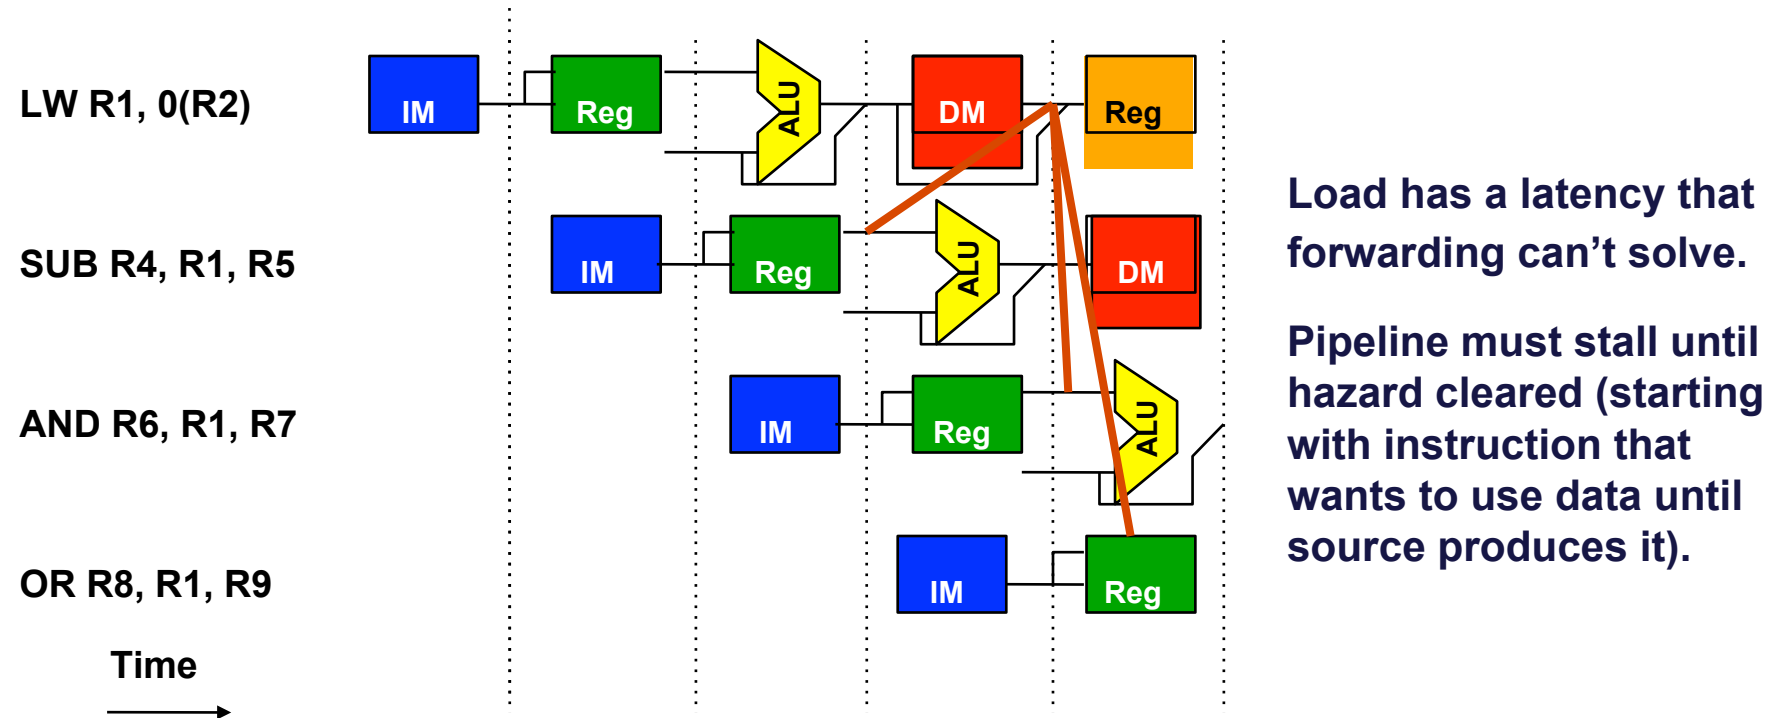 LW R1, 0(R2)
IM
Reg
ALU
DM
Reg
SUB R4, R1, R5
IM
Reg
ALU
DM
AND R6, R1, R7
IM
Reg
ALU
OR R8, R1, R9
IM
Reg
Time
Load has a latency that
forwarding can’t solve.
Pipeline must stall until
hazard cleared (starting
with instruction that
wants to use data until
source produces it).